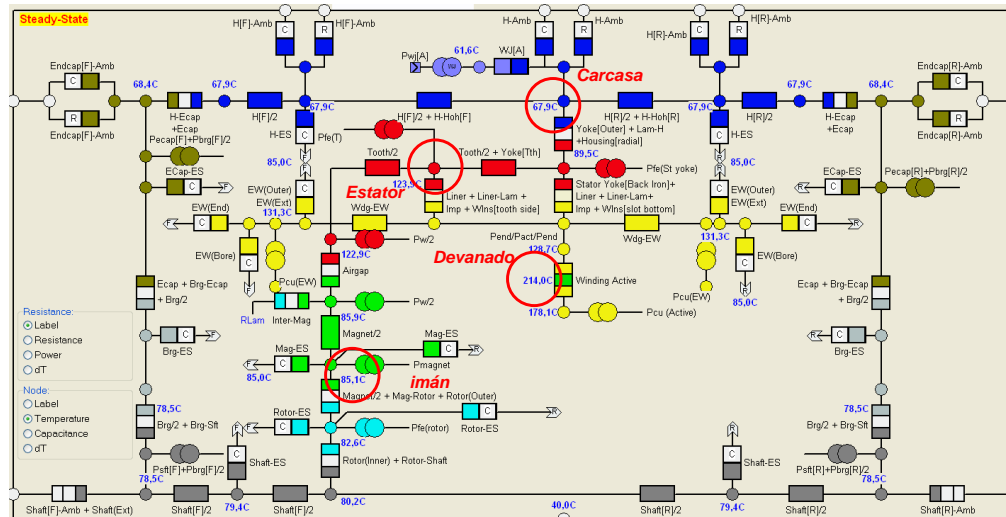 Steady-State
H[F]-Amb
H-Amb
H-Amb
H[R]-Amb
H[R]-Amb
C
R
C
R
C
R
Pwj[A]
61,6C
WJ[A]
Carcasa
Endcap[F]-Amb
68,4C
67,9C
67,9C
67,9C
67,9C
67,9C
68,4C
Endcap[R]-Amb
C
R
C
R
Endcap[F]-Amb
H-Ecap
+Ecap
H[F]/2
H[F]/2 + H-Hoh[F]
H[R]/2 + H-Hoh[R]
H[R]/2
H-Ecap
+ Ecap
Endcap[R]-Amb
Pecap[F]+Pbrg[F]/2
H-ES
C
Pfe(T)
Yoke[Outer] + Lam-H
+Housing[radial]
89,5C
H-ES
C
Pecap[R]+Pbrg[R]/2
85,0C
F
F
Tooth/2
Tooth/2 + Yoke[Tth]
Pfe(St yoke)
85,0C
R
R
ECap-ES
C
F
EW(Outer)
EW(Ext)
C
123,9C
Estator
Liner + Liner-Lam +
Imp + Wlns[tooth side]
Stator Yoke[Back Iron]+
Liner + Liner-Lam+
Imp + Wlns[slot bottom]
EW(Outer)
EW(Ext)
C
ECap-ES
C
R
EW(End)
C
F
131,3C
Wdg-EW
Pend/Pact/Pend
Wdg-EW
131,3C
EW(End)
C
R
EW(Bore)
C
F
Pcu(EW)
122,9C
Pw/2
Airgap
Devanado
128,7C
214,0C
Winding Active
178,1C
Pcu (Active)
Pcu(EW)
EW(Bore)
C
R
85,0C
Ecap + Brg-Ecap
+ Brg/2
RLam
Inter-Mag
85,9C
Pw/2
Ecap + Brg-Ecap
+ Brg/2
Resistance:
Label
Resistance
Power
dT
Brg-ES
C
F
Magnet/2
Mag-ES
C
R
Brg-ES
C
R
Mag-ES
C
F
85,0C
85,1C
Pmagnet
imán
Magnet/2 + Mag-Rotor + Rotor(Outer)
Node:
Label
Temperature
Capacitance
dT
78,5C
Brg/2 + Brg-Sft
Rotor-ES
C
F
F
Pfe(rotor)
82,6C
Rotor-ES
C
R
78,5C
Brg/2 + Brg-Sft
Psft[F]+Pbrg[F]/2
Shaft-ES
C
Rotor(Inner) + Rotor-Shaft
Shaft-ES
C
R
Psft[R]+Pbrg[R]/2
78,5C
79,4C
80,2C
40,0C
79,4C
78,5C
Shaft[F]-Amb + Shaft(Ext)
Shaft[F]/2
Shaft[F]/2
Shaft[R]/2
Shaft[R]/2
Shaft[R]-Amb